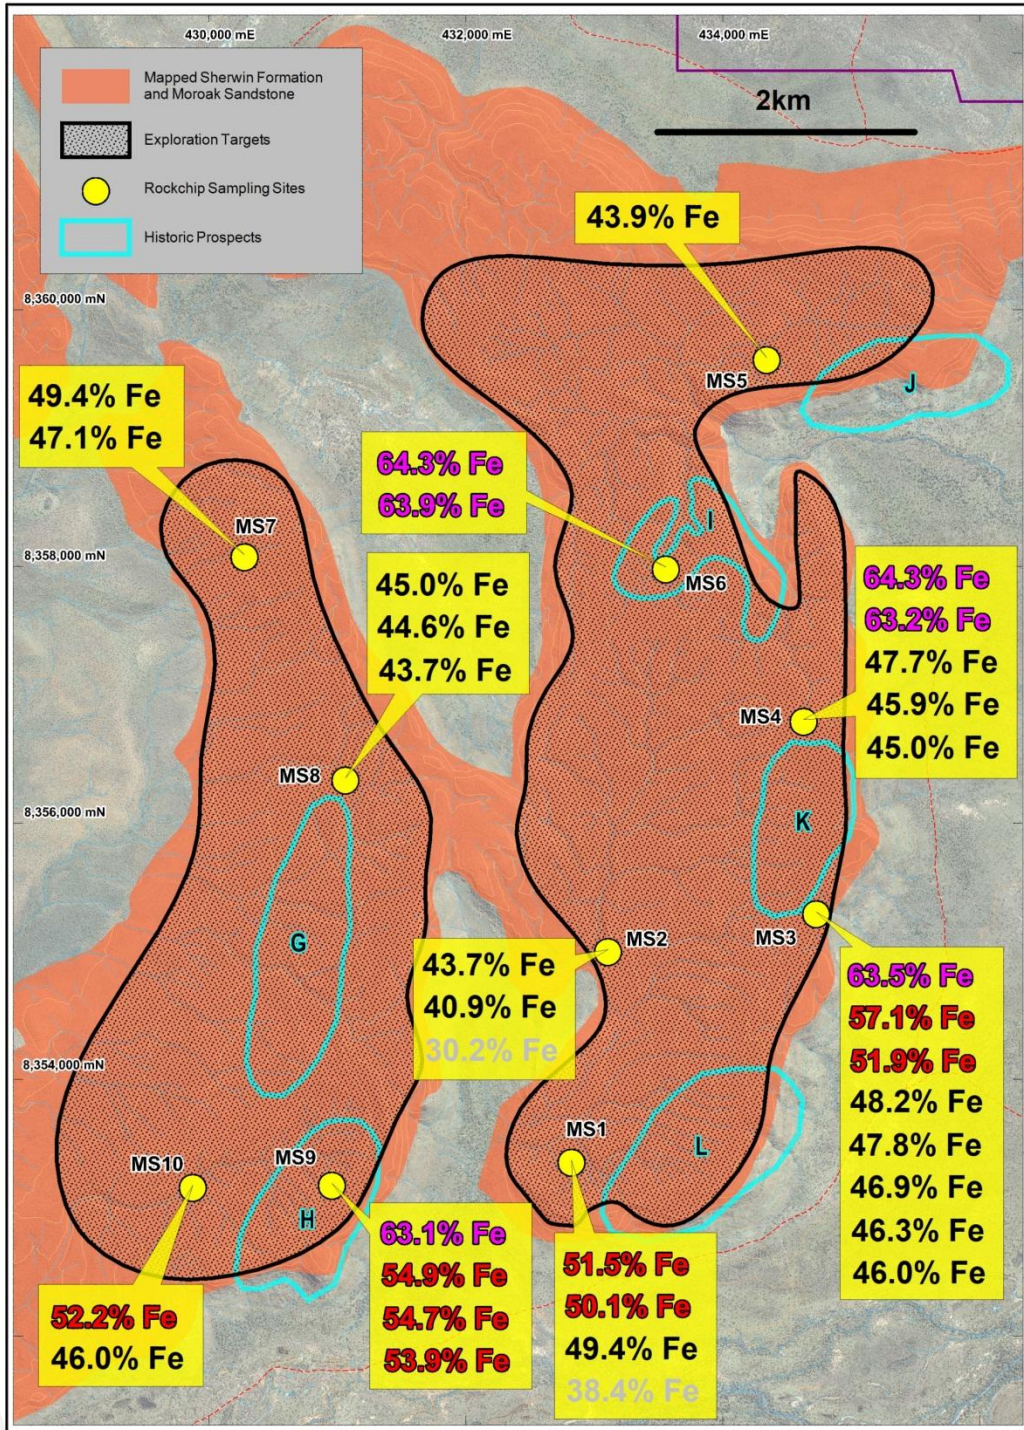 430,000 mE
432,000 mE
434,000 mE
Mapped Sherwin Formation
and Moroak Sandstone
Exploration Targets
Rockchip Sampling Sites
Historic Prospects
2km
43.9% Fe
8,360,000 mN
MS5
J
49.4% Fe
47.1% Fe
64.3% Fe
63.9% Fe
I
MS7
8,358,000 mN
MS6
45.0% Fe
44.6% Fe
43.7% Fe
64.3% Fe
63.2% Fe
47.7% Fe
45.9% Fe
45.0% Fe
MS4
MS8
8,356,000 mN
K
G
MS2
MS3
43.7% Fe
40.9% Fe
30.2% Fe
63.5% Fe
57.1% Fe
51.9% Fe
48.2% Fe
47.8% Fe
46.9% Fe
46.3% Fe
46.0% Fe
8,354,000 mN
MS1
L
MS10
MS9
H
63.1% Fe
54.9% Fe
54.7% Fe
53.9% Fe
51.5% Fe
50.1% Fe
49.4% Fe
38.4% Fe
52.2% Fe
46.0% Fe